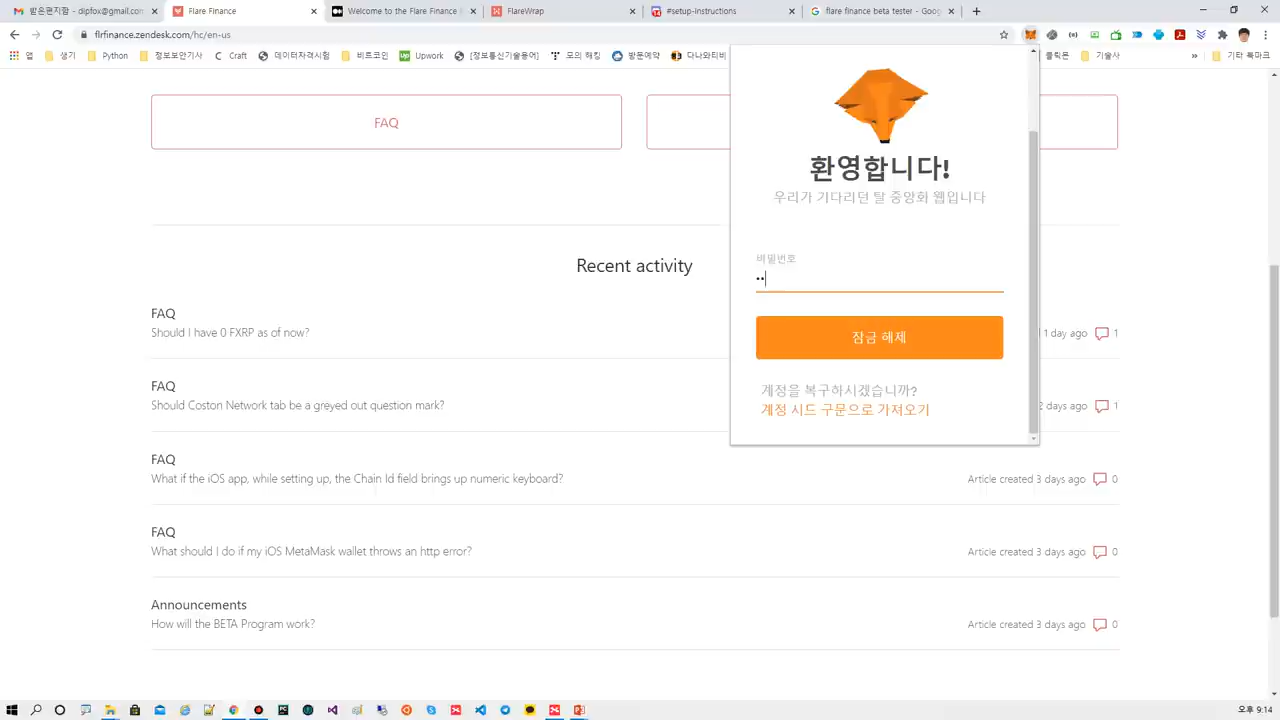 받은편지함 - dipfox@gmail.com
Flare Finance
Welcome to the Flare Finance
FlareWrap
#setup-instructions
flare finance beta tester - Goog
flrfinance.zendesk.com/hc/en-us
앱
생기
Python
정보보안기사
Craft
데이터자격시험
비트코인
Upwork
[정보통신기술용어]
모의 해킹
방문예약
다나와티비
클릭몬
기술사
»
기타 북마크
FAQ
환영합니다!
우리가 기다리던 탈 중앙화 웹입니다
비밀번호
잠금 해제
계정을 복구하시겠습니까?
계정 시드 구문으로 가져오기
Recent activity
FAQ
Should I have 0 FXRP as of now?
1 day ago 1
FAQ
Should Coston Network tab be a greyed out question mark?
days ago 1
FAQ
What if the iOS app, while setting up, the Chain Id field brings up numeric keyboard?
Article created 3 days ago 0
FAQ
What should I do if my iOS MetaMask wallet throws an http error?
Article created 3 days ago 0
Announcements
How will the BETA Program work?
Article created 3 days ago 0
오후 9:14